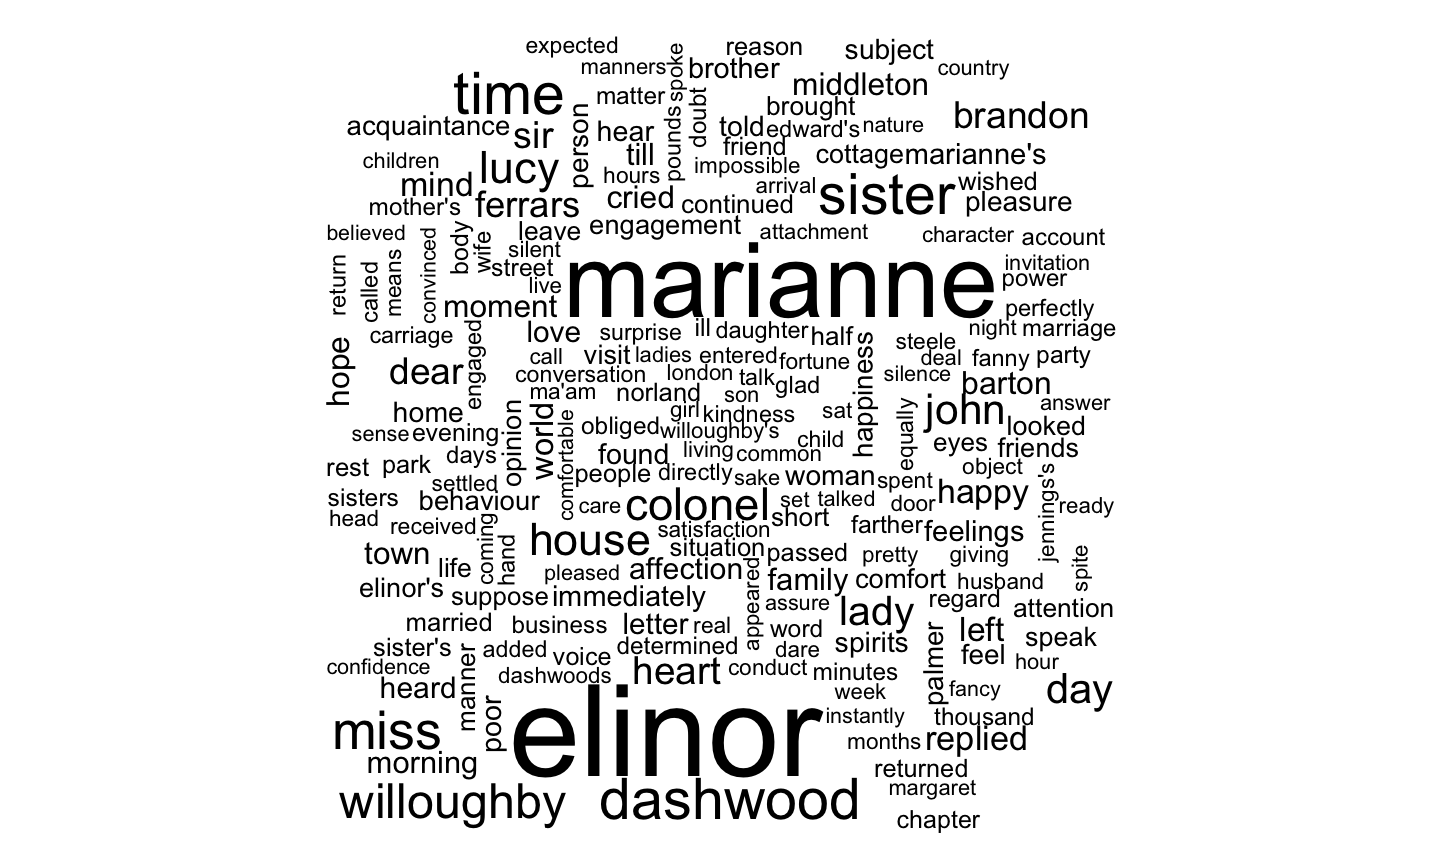 expected
reason
subject
manners
spoke
brother
country
time
matter
middleton
brought
brandon
doubt
acquaintance
sir
person
hear
pounds
told
edward's
nature
friend
till
impossible
cottage
marianne's
children
lucy
hours
mind
arrival
sister
wished
mother's
ferrars
cried
continued
pleasure
believed
leave
engagement
attachment
character
account
body
wife
silent
street
invitation
return
called
means
convinced
live
marianne
power
moment
perfectly
carriage
love
surprise
ill
daughter
half
night
marriage
hope
dear
engaged
call
visit
ladies
entered
fortune
happiness
steele
deal
fanny
party
conversation
london
talk
glad
silence
barton
ma'am
norland
son
home
girl
kindness
sat
john
answer
looked
sense
evening
opinion
world
comfortable
obliged
willoughby's
child
equally
eyes
friends
rest
park
days
found
living
common
object
settled
people
directly
sake
woman
spent
sisters
behaviour
care
colonel
set
talked
door
happy
jennings's
ready
head
received
coming
hand
house
satisfaction
short
farther
feelings
town
life
situation
passed
pretty
giving
spite
pleased
affection
appeared
family
comfort
husband
elinor's
suppose
immediately
assure
lady
regard
attention
married
business
letter
real
word
spirits
palmer
left
speak
sister's
added
voice
determined
dare
feel
hour
confidence
manner
dashwoods
heart
conduct
minutes
heard
poor
week
fancy
day
miss
elinor
instantly
thousand
months
replied
morning
returned
willoughby
dashwood
margaret
chapter